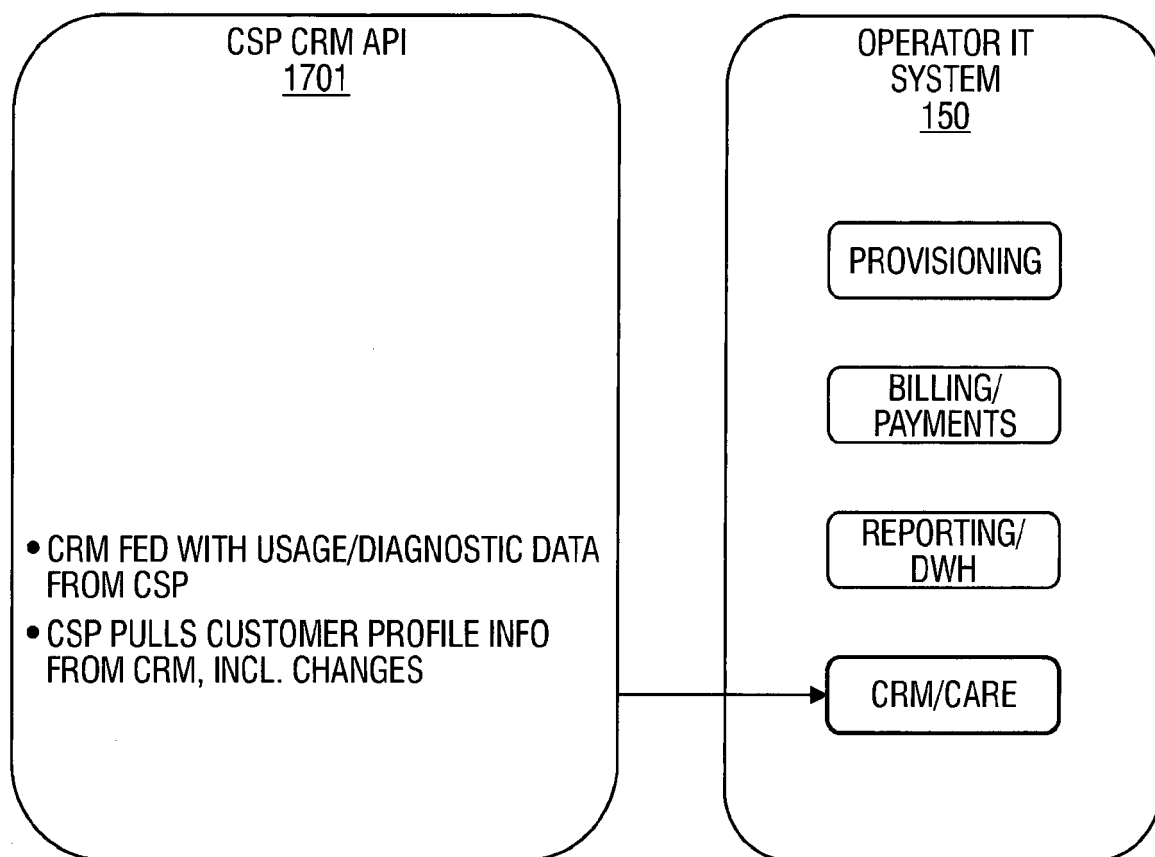 CSP CRM API
1701
• CRM FED WITH USAGE/DIAGNOSTIC DATA
FROM CSP
• CSP PULLS CUSTOMER PROFILE INFO
FROM CRM, INCL. CHANGES
OPERATOR IT
SYSTEM
150
PROVISIONING
BILLING/
PAYMENTS
REPORTING/
DWH
CRM/CARE